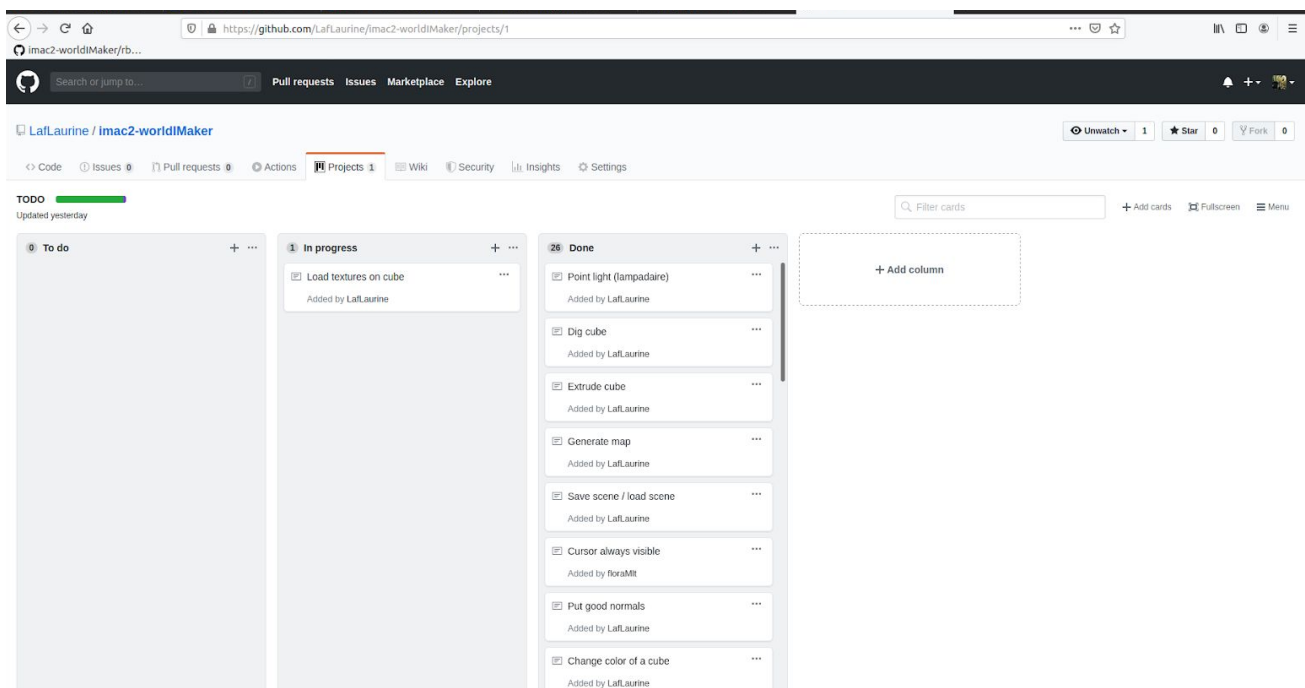 https://github.com/LafLaurine/imac2-worldIMaker/projects/1
imac2-worldIMaker/rb...
Search or jump to... / Pull requests Issues Marketplace Explore
LafLaurine / imac2-worldIMaker Unwatch 1 Star 0 Fork 0
Code Issues 0 Pull requests 0 Actions Projects 1 Wiki Security Insights Settings
TODO
Updated yesterday
Filter cards
+ Add cards Fullscreen Menu
0 To do + ...
1 In progress + ...
Load textures on cube ...
Added by LafLaurine
26 Done + ...
Point light (lampadaire) ...
Added by LafLaurine
Dig cube ...
Added by LafLaurine
Extrude cube ...
Added by LafLaurine
Generate map ...
Added by LafLaurine
Save scene / load scene ...
Added by LafLaurine
Cursor always visible ...
Added by floraMlt
Put good normals ...
Added by LafLaurine
Change color of a cube ...
Added by LafLaurine
+ Add column